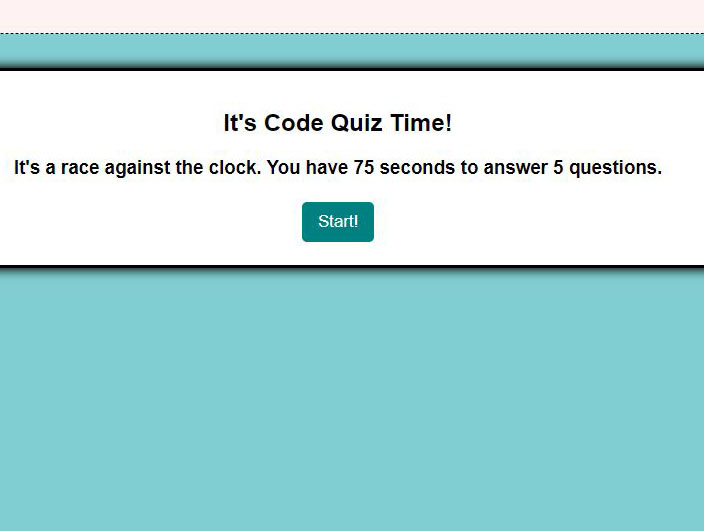 It's Code Quiz Time!
It's a race against the clock. You have 75 seconds to answer 5 questions.
Start!